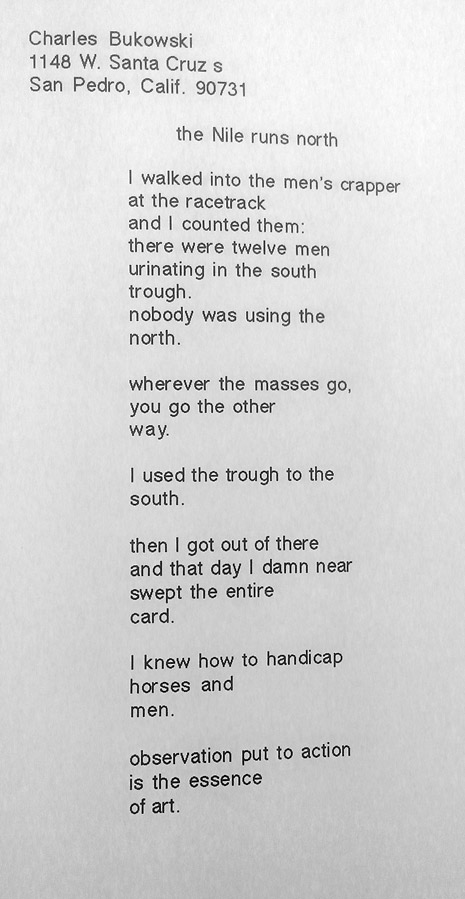 Charles Bukowski
1148 W. Santa Cruz s
San Pedro, Calif. 90731
the Nile runs north
I walked into the men's crapper
at the racetrack
and I counted them:
there were twelve men
urinating in the south
trough.
nobody was using the
north.
wherever the masses go,
you go the other
way.
I used the trough to the
south.
then I got out of there
and that day I damn near
swept the entire
card.
I knew how to handicap
horses and
men.
observation put to action
is the essence
of art.